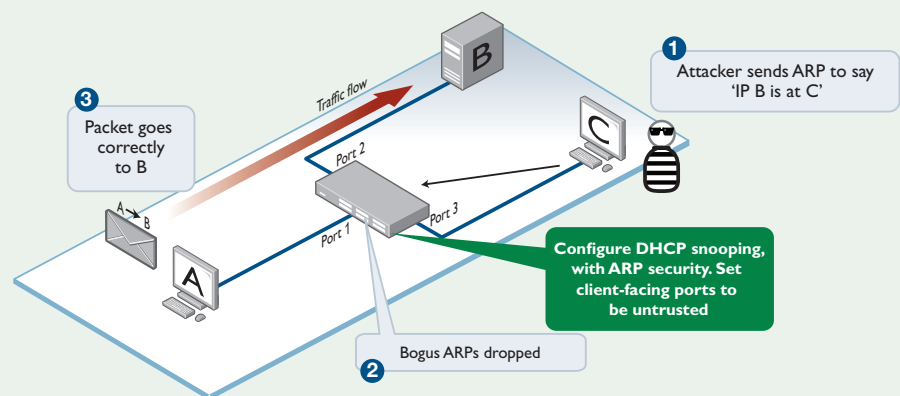 1
Attacker sends ARP to say
‘IP B is at C’
B
Traffic flow
3
Packet goes
correctly
to B
C
Port 2
A → B
Port 3
Port 1
A
Configure DHCP snooping,
with ARP security. Set
client-facing ports to
be untrusted
Bogus ARPs dropped
2